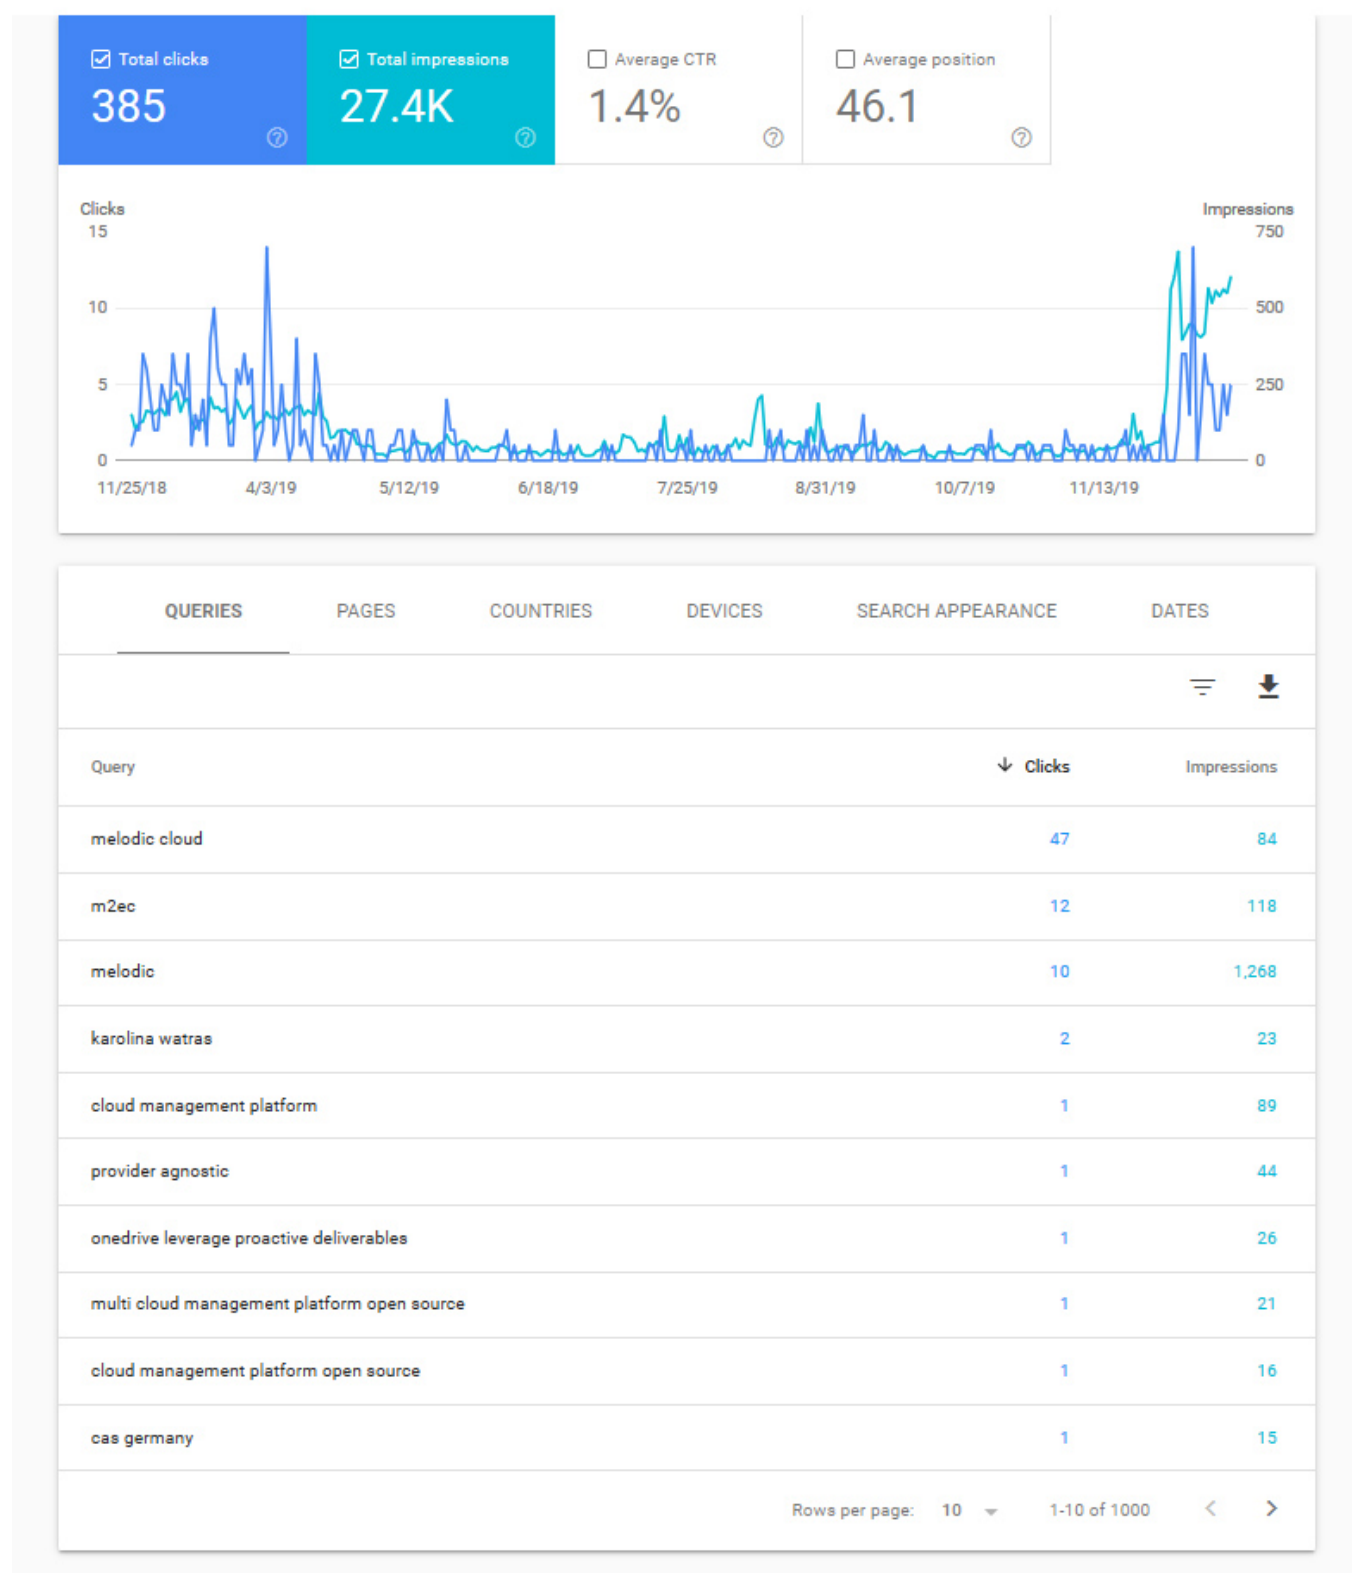 Total clicks Total impressions Average CTR Average position
385 27.4K 1.4% 46.1
Clicks Impressions
15 750
10 500
5 250
0 0
11/25/18 4/3/19 5/12/19 6/18/19 7/25/19 8/31/19 10/7/19 11/13/19
QUERIES PAGES COUNTRIES DEVICES SEARCH APPEARANCE DATES
Query Clicks Impressions
melodic cloud 47 84
m2ec 12 118
melodic 10 1,268
karolina watras 2 23
cloud management platform 1 89
provider agnostic 1 44
onedrive leverage proactive deliverables 1 26
multi cloud management platform open source 1 21
cloud management platform open source 1 16
cas germany 1 15
Rows per page: 10 1-10 of 1000